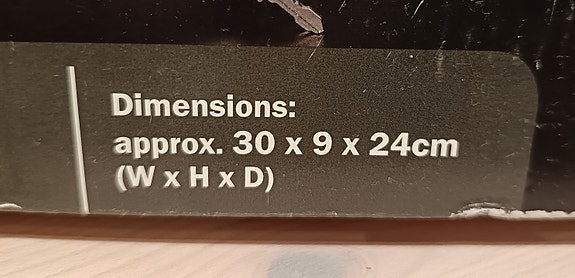 Dimensions:
approx. 30 x 9 x 24cm
(W x H x D)